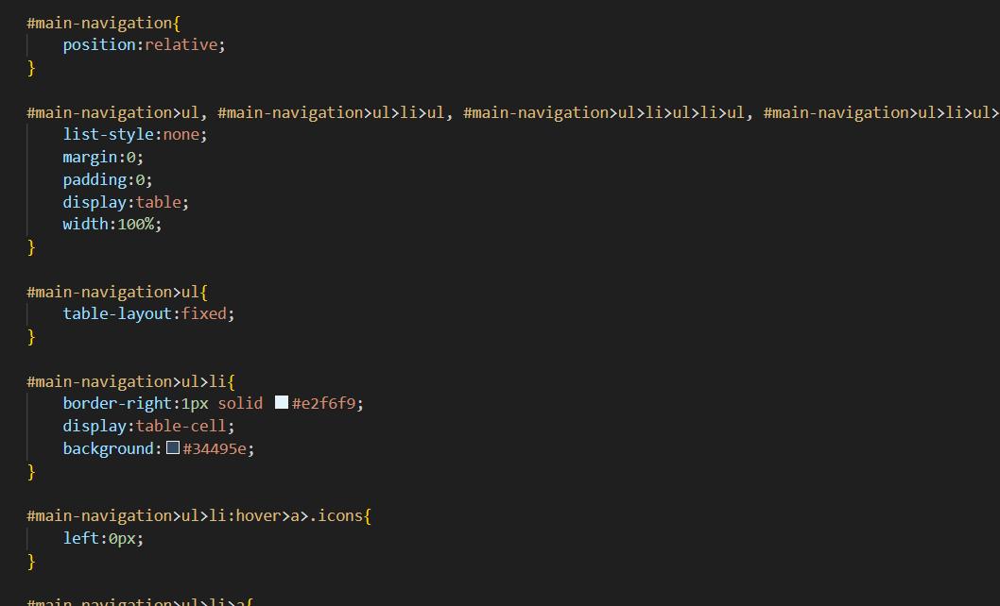 #main-navigation{
position:relative;
}
#main-navigation>ul, #main-navigation>ul>li>ul, #main-navigation>ul>li>ul>li>ul, #main-navigation>ul>li>ul>
list-style:none;
margin:0;
padding:0;
display:table;
width:100%;
}
#main-navigation>ul{
table-layout:fixed;
}
#main-navigation>ul>li{
border-right:1px solid #e2f6f9;
display:table-cell;
background:#34495e;
}
#main-navigation>ul>li:hover>a>.icons{
left:0px;
}
#main-navigation>ul>li>a{